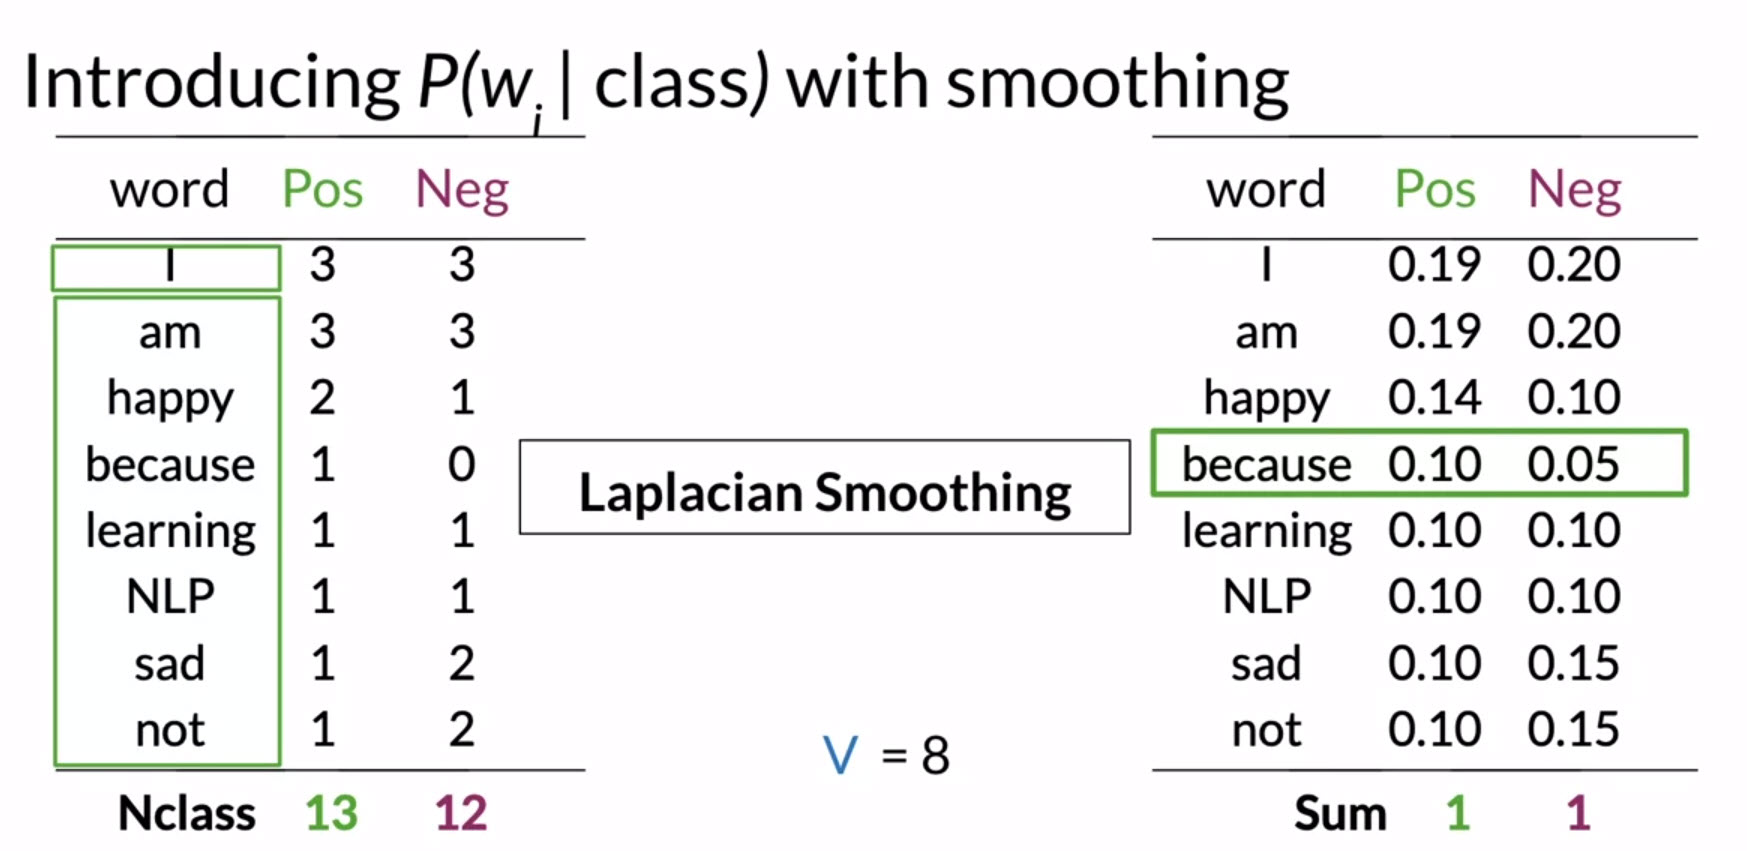 Introducing P(wi | class) with smoothing
word Pos Neg
I 3 3
am 3 3
happy 2 1
because 1 0
learning 1 1
NLP 1 1
sad 1 2
not 1 2
Nclass 13 12
Laplacian Smoothing
V = 8
word Pos Neg
I 0.19 0.20
am 0.19 0.20
happy 0.14 0.10
because 0.10 0.05
learning 0.10 0.10
NLP 0.10 0.10
sad 0.10 0.15
not 0.10 0.15
Sum 1 1